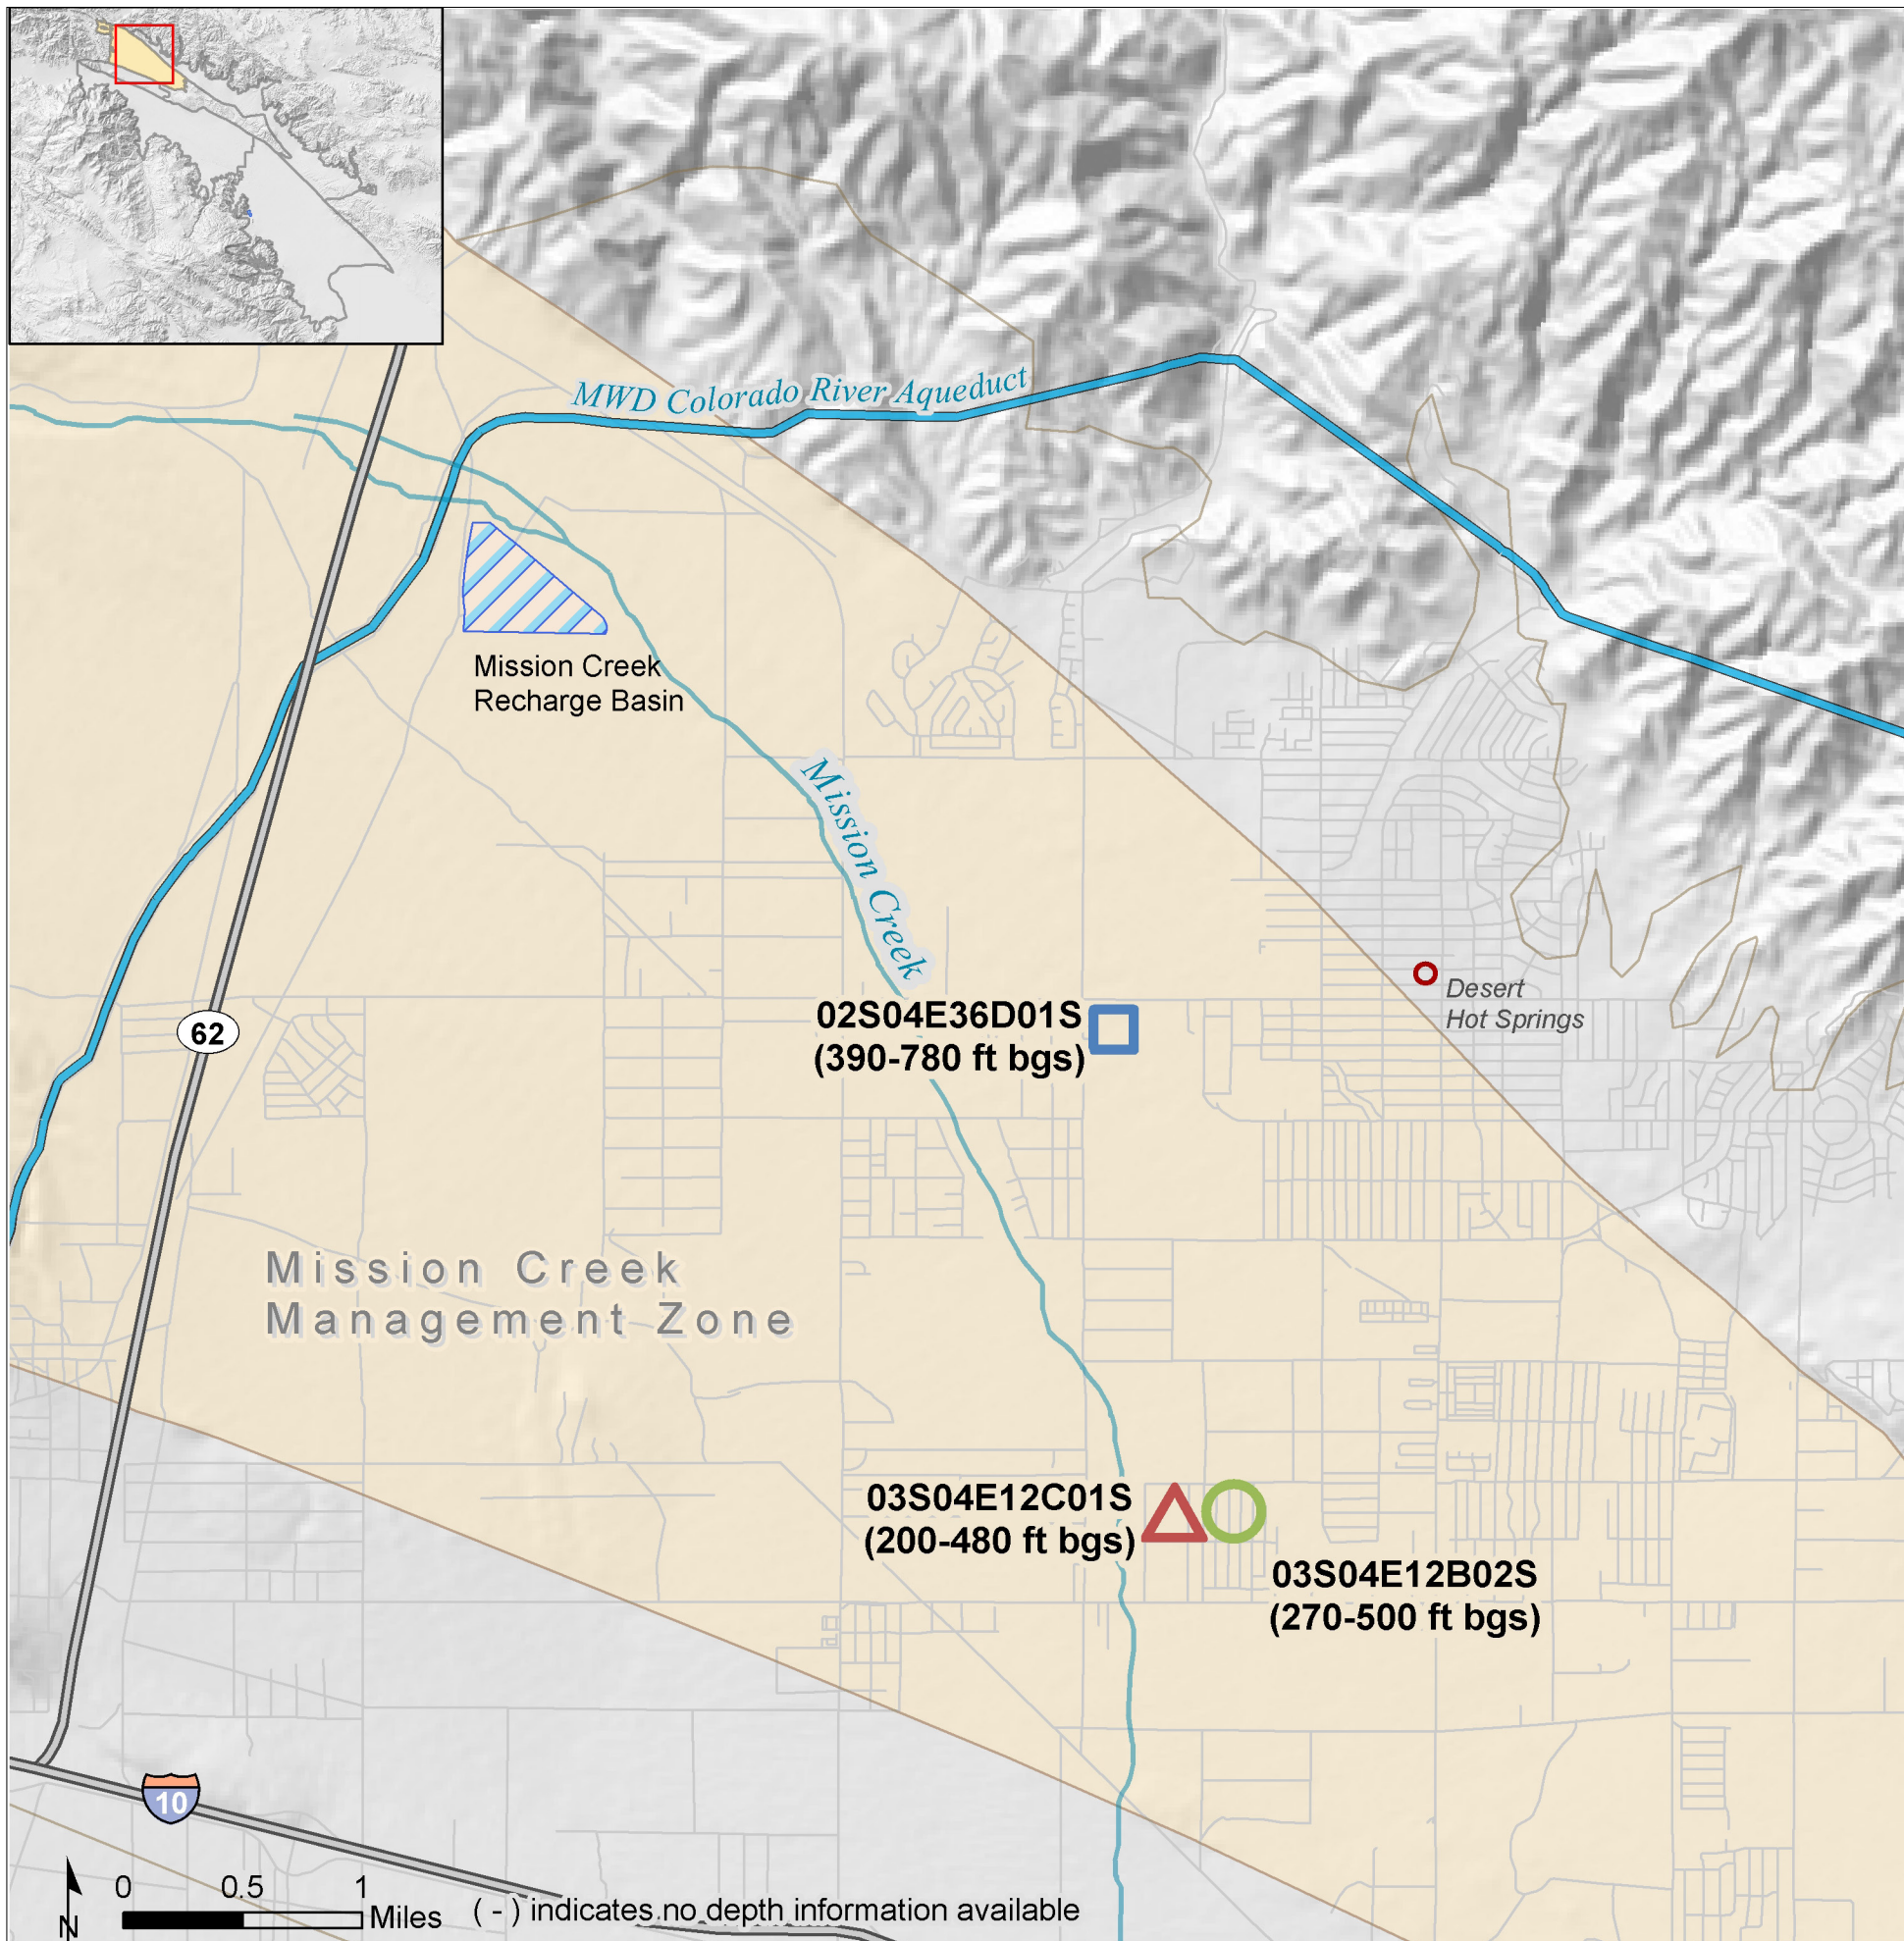 MWD Colorado River Aqueduct
Mission Creek
Recharge Basin
Mission Creek
02S04E36D01S
(390-780 ft bgs)
Desert
Hot Springs
62
Mission Creek
Management Zone
03S04E12C01S
(200-480 ft bgs)
03S04E12B02S
(270-500 ft bgs)
10
0 0.5 1
Miles
N
( - ) indicates no depth information available